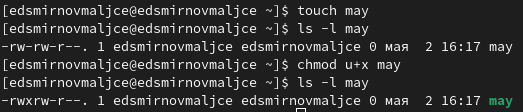 [edsmirnovmaljce@edsmirnovmaljce ~]$ touch may
[edsmirnovmaljce@edsmirnovmaljce ~]$ ls -l may
-rw-rw-r--. 1 edsmirnovmaljce edsmirnovmaljce 0 мая  2 16:17 may
[edsmirnovmaljce@edsmirnovmaljce ~]$ chmod u+x may
[edsmirnovmaljce@edsmirnovmaljce ~]$ ls -l may
-rwxrw-r--. 1 edsmirnovmaljce edsmirnovmaljce 0 мая  2 16:17 may